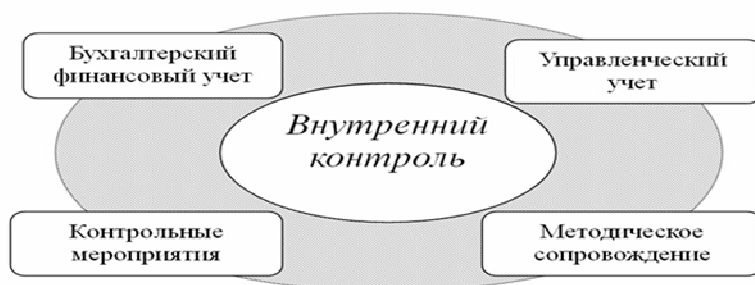 Бухгалтерский
финансовый учет
Управленческий
учет
Внутренний
контроль
Контрольные
мероприятия
Методическое
сопровождение